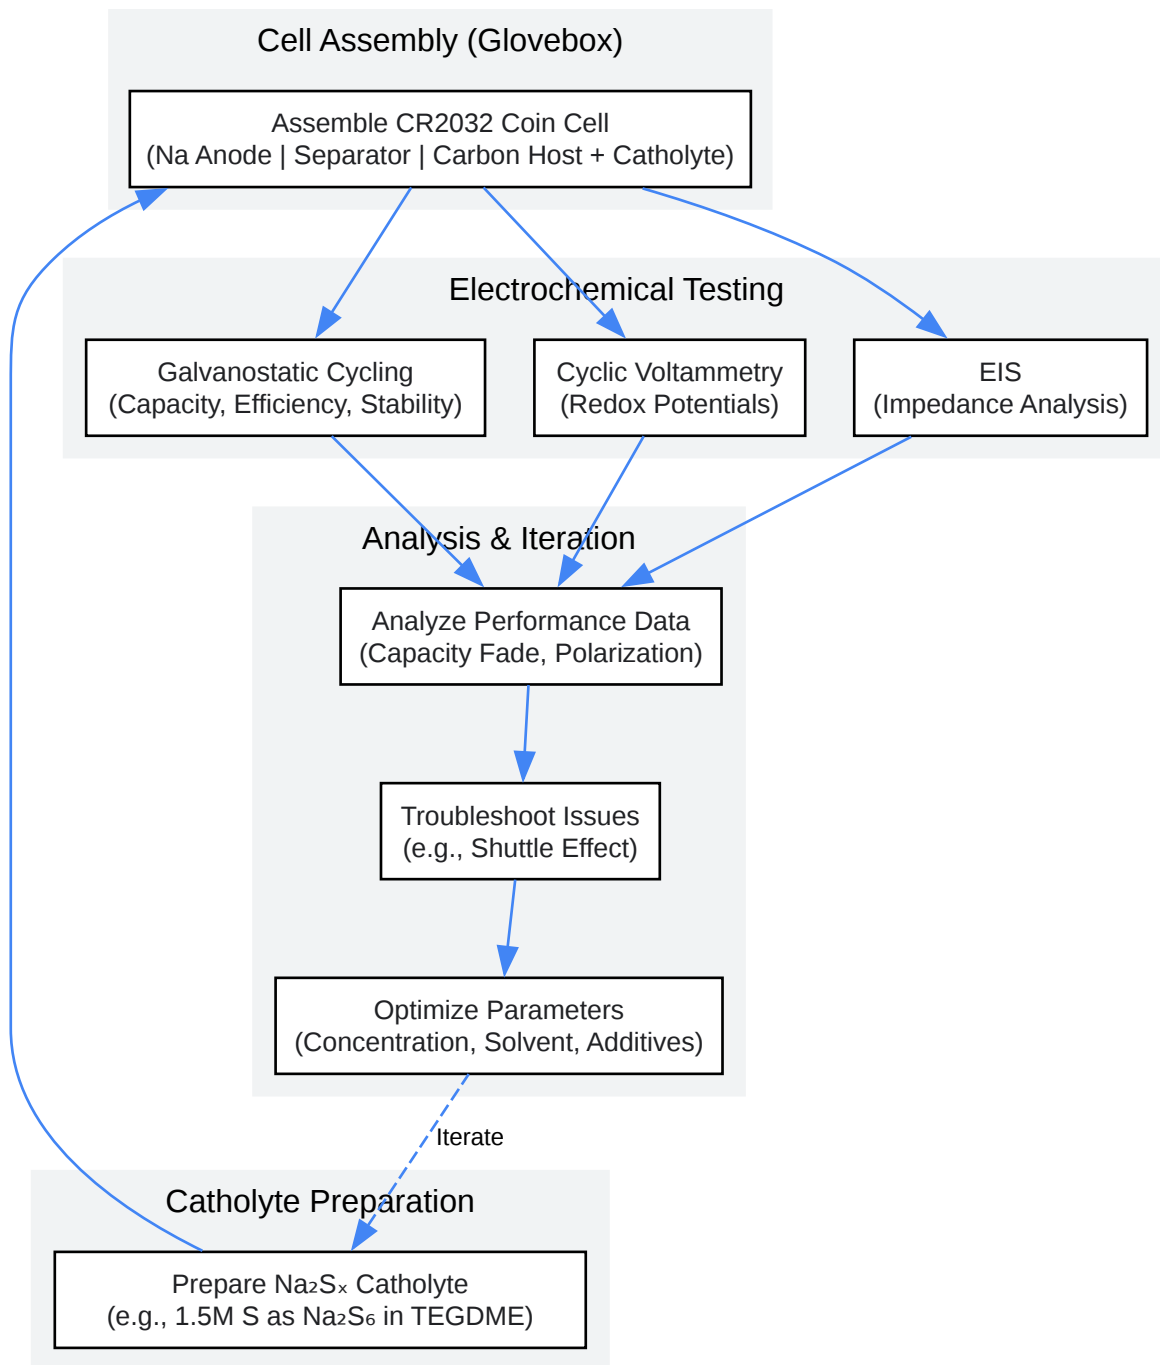 Cell Assembly (Glovebox)
Assemble CR2032 Coin Cell
(Na Anode | Separator | Carbon Host + Catholyte)
Electrochemical Testing
Galvanostatic Cycling
(Capacity, Efficiency, Stability)
Cyclic Voltammetry
(Redox Potentials)
EIS
(Impedance Analysis)
Analysis & Iteration
Analyze Performance Data
(Capacity Fade, Polarization)
Troubleshoot Issues
(e.g., Shuttle Effect)
Optimize Parameters
(Concentration, Solvent, Additives)
Iterate
Catholyte Preparation
Prepare Na₂Sₓ Catholyte
(e.g., 1.5M S as Na₂S₆ in TEGDME)